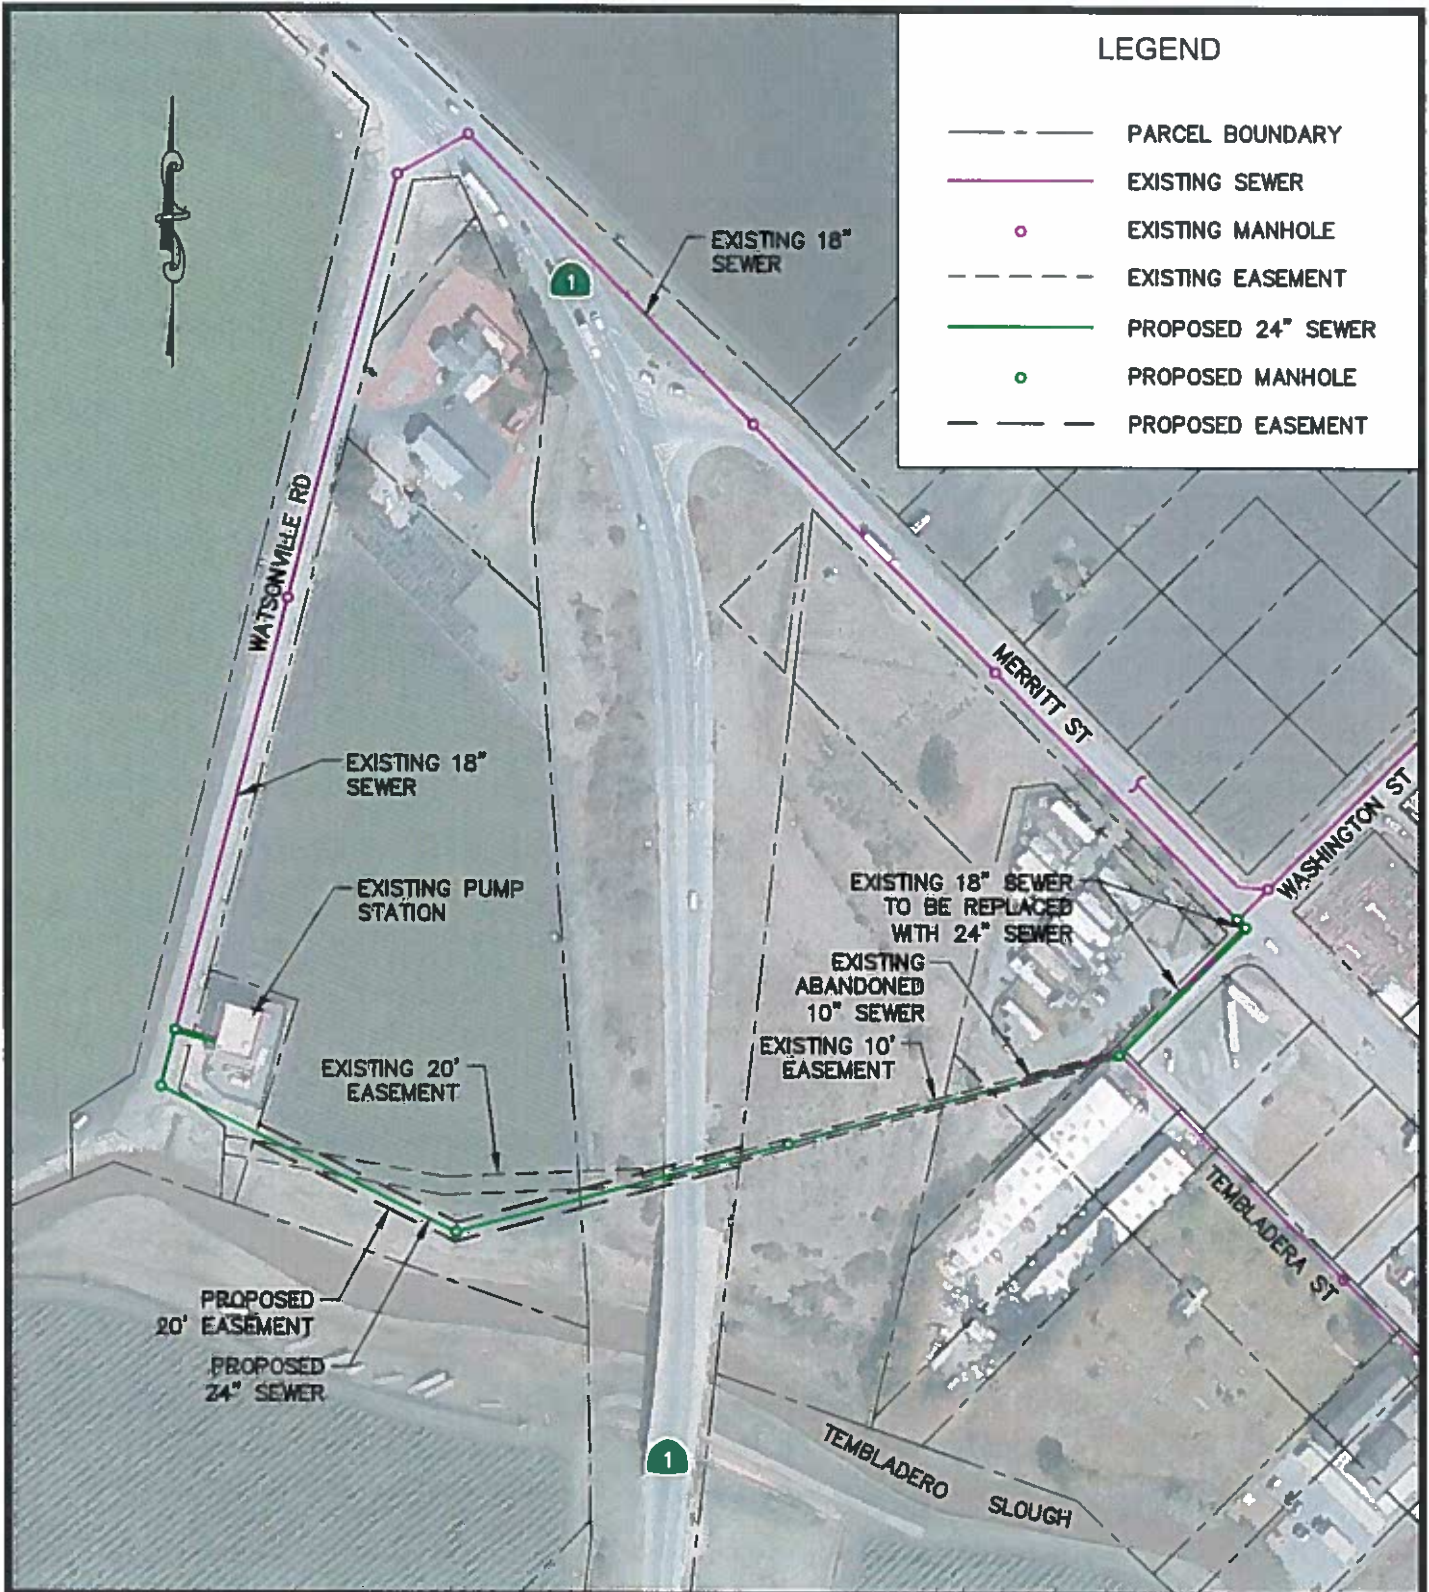 LEGEND
PARCEL BOUNDARY
EXISTING SEWER
EXISTING MANHOLE
EXISTING EASEMENT
PROPOSED 24" SEWER
PROPOSED MANHOLE
PROPOSED EASEMENT
EXISTING 18"
SEWER
1
WATSONVILLE RD
MERRITT ST
EXISTING 18"
SEWER
WASHINGTON ST
EXISTING PUMP
STATION
EXISTING 18" SEWER
TO BE REPLACED
WITH 24" SEWER
EXISTING
ABANDONED
10" SEWER
EXISTING 10'
EASEMENT
EXISTING 20'
EASEMENT
TEMBLADERA ST
PROPOSED
20' EASEMENT
PROPOSED
24" SEWER
1
TEMBLADERO SLOUGH